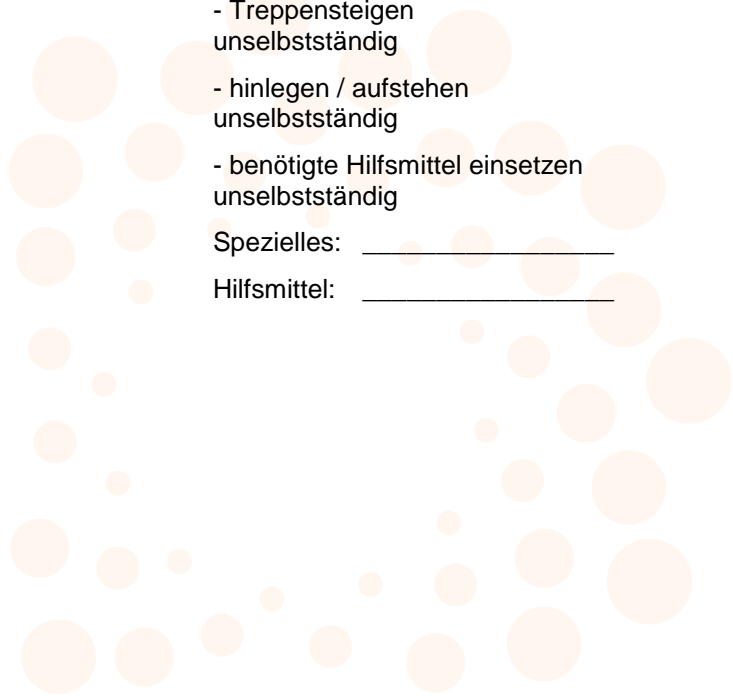 - Treppensteigen
unselbstständig
- hinlegen / aufstehen
unselbstständig
- benötigte Hilfsmittel einsetzen
unselbstständig
Spezielles: _________________
Hilfsmittel: _________________